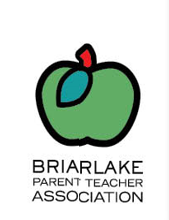 BRIARLAKE
PARENT TEACHER
ASSOCIATION